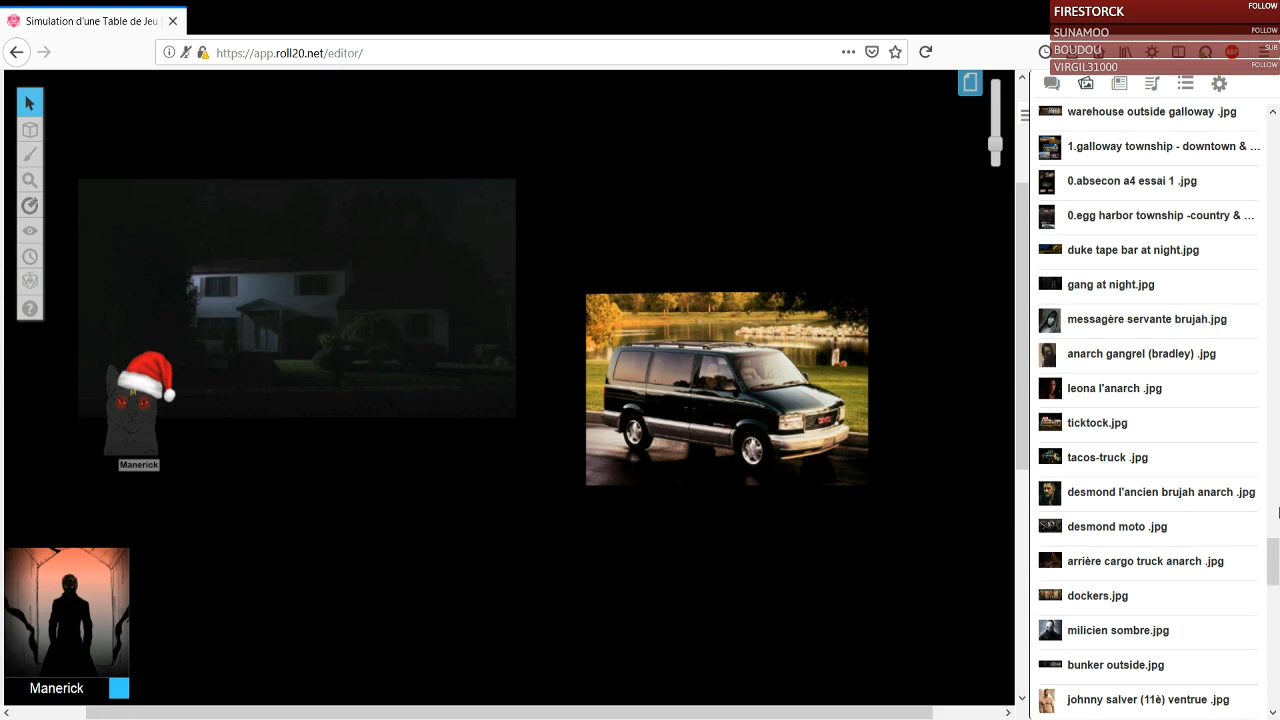 Simulation d'une Table de Jeu
FIRESTORCK
FOLLOW
SUNAMOO
FOLLOW
BOUDOU
SUB
VIRGIL31000
FOLLOW
https://app.roll20.net/editor/
warehouse outside galloway .jpg
1.galloway township - downtown & ...
0.absecon a4 essai 1 .jpg
0.egg harbor township -country & ...
duke tape bar at night.jpg
gang at night.jpg
messagère servante brujah.jpg
anarch gangrel (bradley) .jpg
leona l'anarch .jpg
ticktock.jpg
tacos-truck .jpg
desmond l'ancien brujah anarch .jpg
desmond moto .jpg
arrière cargo truck anarch .jpg
dockers.jpg
milicien sombre.jpg
bunker outside.jpg
johnny salver (11è) ventrue .jpg
M
Manerick
GMC
Manerick